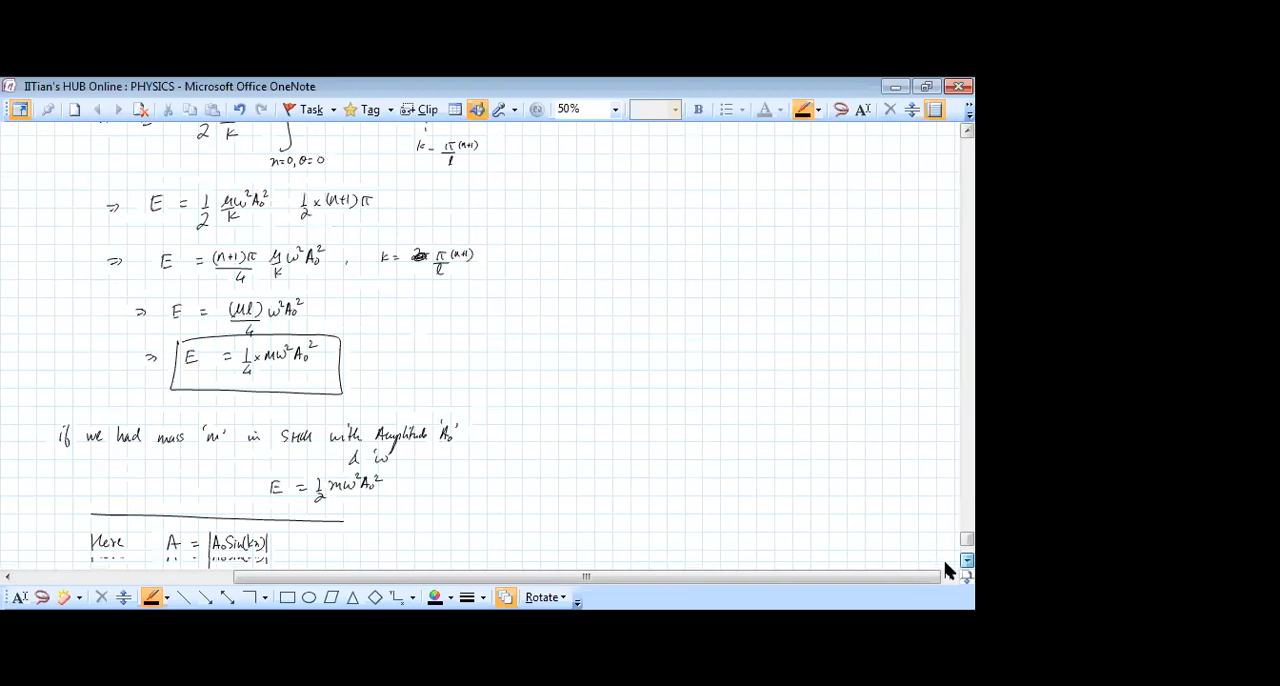 IITian's HUB Online : PHYSICS - Microsoft Office OneNote
Task Tag Clip 50% B A
2 K
n=0, θ=0
k - π(n+1)/l
⇒ E = 1/2 μω²A₀²/K 1/2 × (n+1)π
⇒ E = (n+1)π/4 μ/k ω²A₀² , k = π(n+1)/l
⇒ E = (μl)/4 ω²A₀²
⇒ E = 1/4 × mω²A₀²
if we had mass 'm' in SHM with Amplitude 'A₀'
& 'ω'
E = 1/2 mω²A₀²
Here A = |A₀Sin(kx)|
Rotate